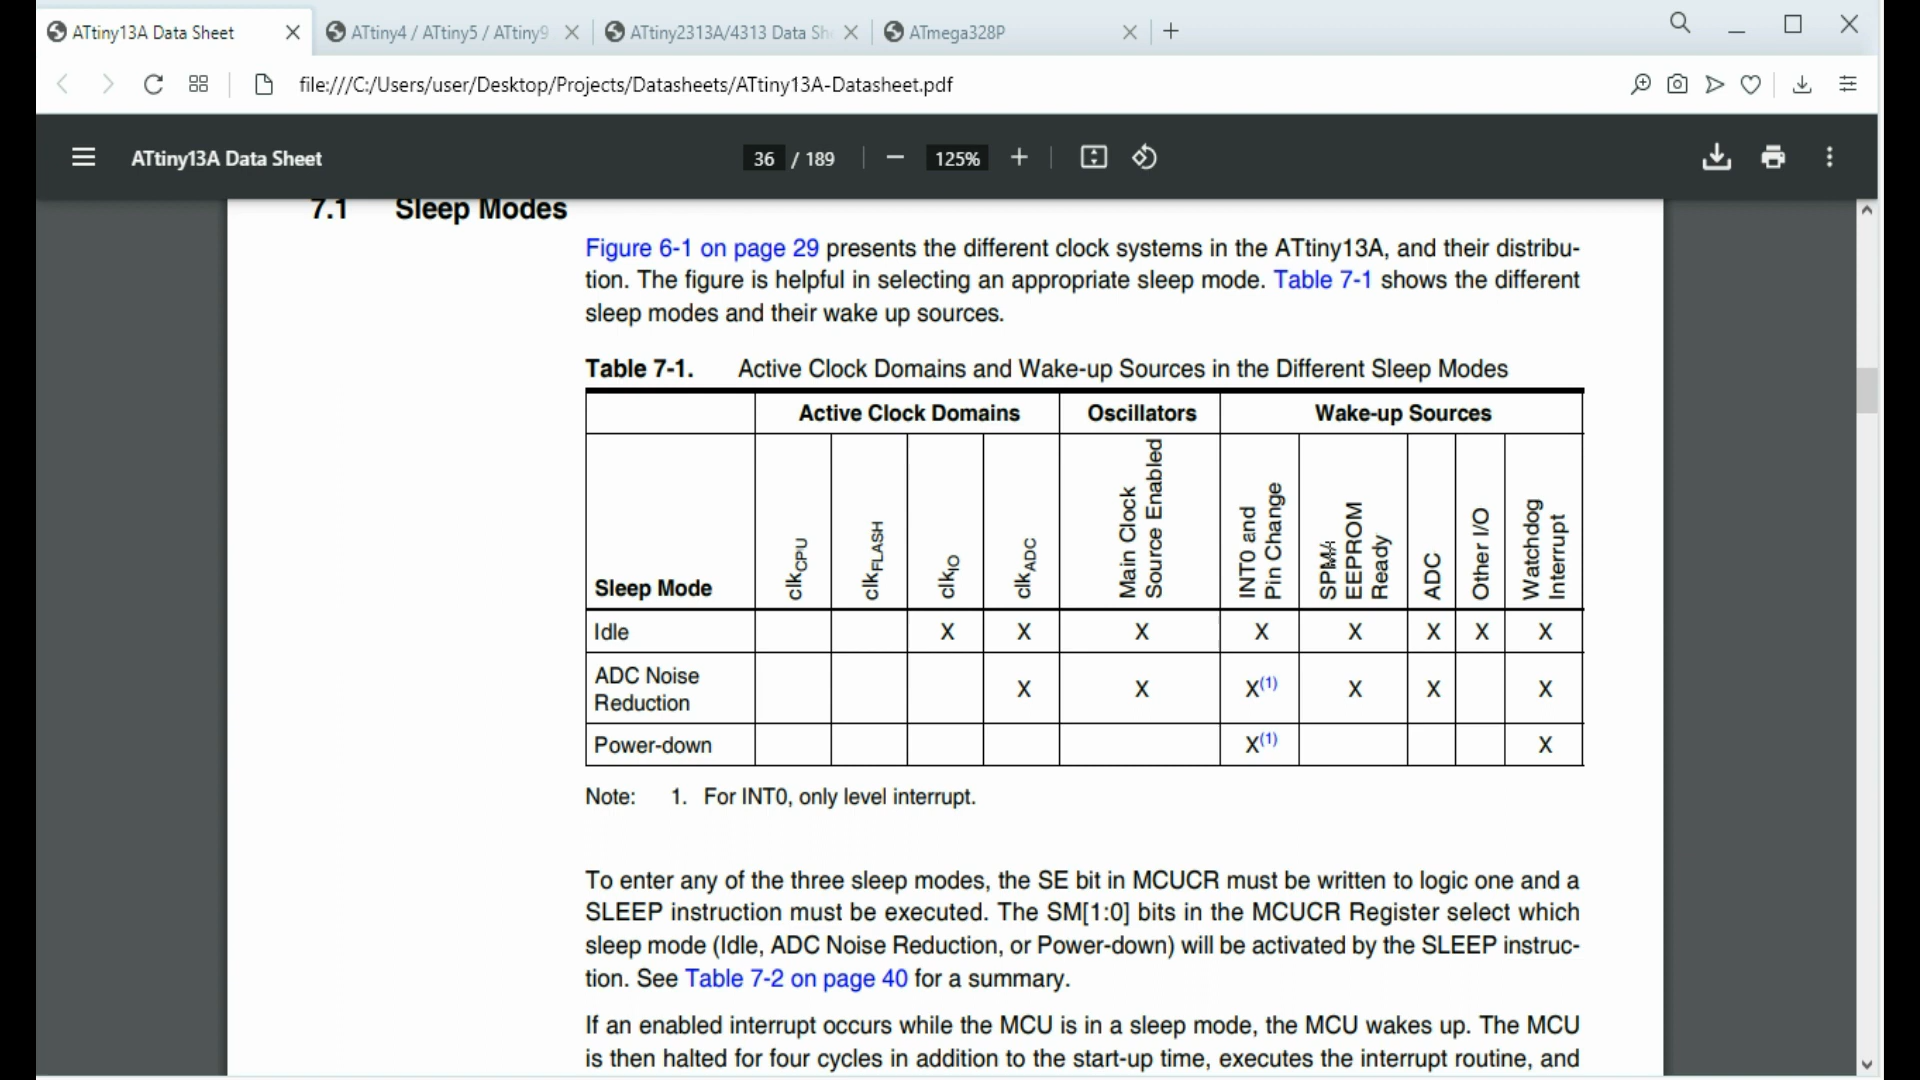 ATtiny13A Data Sheet
ATtiny4 / ATtiny5 / ATtiny9
ATtiny2313A/4313 Data Sh
ATmega328P
file:///C:/Users/user/Desktop/Projects/Datasheets/ATtiny13A-Datasheet.pdf
ATtiny13A Data Sheet
36 / 189
125%
7.1 Sleep Modes
Figure 6-1 on page 29 presents the different clock systems in the ATtiny13A, and their distribu-
tion. The figure is helpful in selecting an appropriate sleep mode. Table 7-1 shows the different
sleep modes and their wake up sources.
Table 7-1. Active Clock Domains and Wake-up Sources in the Different Sleep Modes
Active Clock Domains Oscillators Wake-up Sources
Sleep Mode
clkCPU
clkFLASH
clkIO
clkADC
Main Clock
Source Enabled
INT0 and
Pin Change
SPM/
EEPROM
Ready
ADC
Other I/O
Watchdog
Interrupt
Idle X X X X X X X X
ADC Noise
Reduction X X X(1) X X X
Power-down X(1) X
Note: 1. For INT0, only level interrupt.
To enter any of the three sleep modes, the SE bit in MCUCR must be written to logic one and a
SLEEP instruction must be executed. The SM[1:0] bits in the MCUCR Register select which
sleep mode (Idle, ADC Noise Reduction, or Power-down) will be activated by the SLEEP instruc-
tion. See Table 7-2 on page 40 for a summary.
If an enabled interrupt occurs while the MCU is in a sleep mode, the MCU wakes up. The MCU
is then halted for four cycles in addition to the start-up time, executes the interrupt routine, and